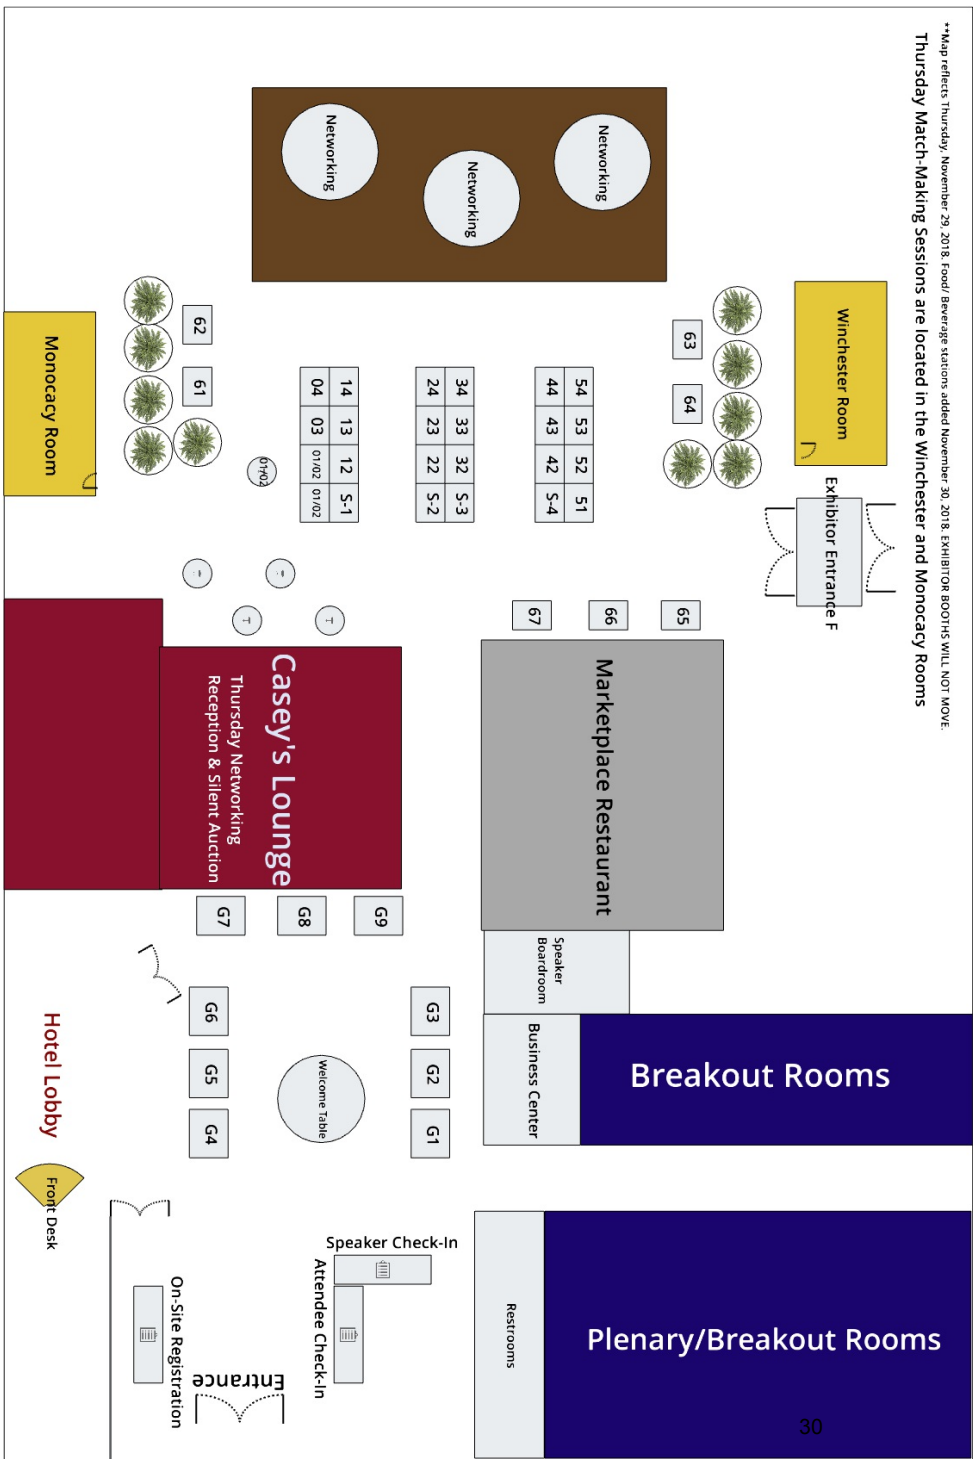 **Map reflects Thursday, November 29, 2018. Food/ Beverage stations added November 30, 2018. EXHIBITOR BOOTHS WILL NOT MOVE.
Thursday Match-Making Sessions are located in the Winchester and Monocacy Rooms
Networking
Networking
Networking
Winchester Room
Monocacy Room
Exhibitor Entrance F
62
61
63
64
14
13
12
S-1
04
03
01/02
01/02
01/02
34
33
32
S-3
24
23
22
S-2
54
53
52
51
44
43
42
S-4
T
T
67
66
65
Casey's Lounge
Thursday Networking
Reception & Silent Auction
Marketplace Restaurant
G7
G8
G9
Speaker
Boardroom
G6
G5
G4
G3
G2
G1
Welcome Table
Business Center
Breakout Rooms
Hotel Lobby
Front Desk
Speaker Check-In
Attendee Check-In
On-Site Registration
Entrance
Restrooms
Plenary/Breakout Rooms
30